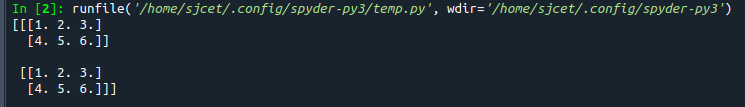 In [2]: runfile('/home/sjcet/.config/spyder-py3/temp.py', wdir='/home/sjcet/.config/spyder-py3')
[[[1. 2. 3.]
  [4. 5. 6.]]

 [[1. 2. 3.]
  [4. 5. 6.]]]